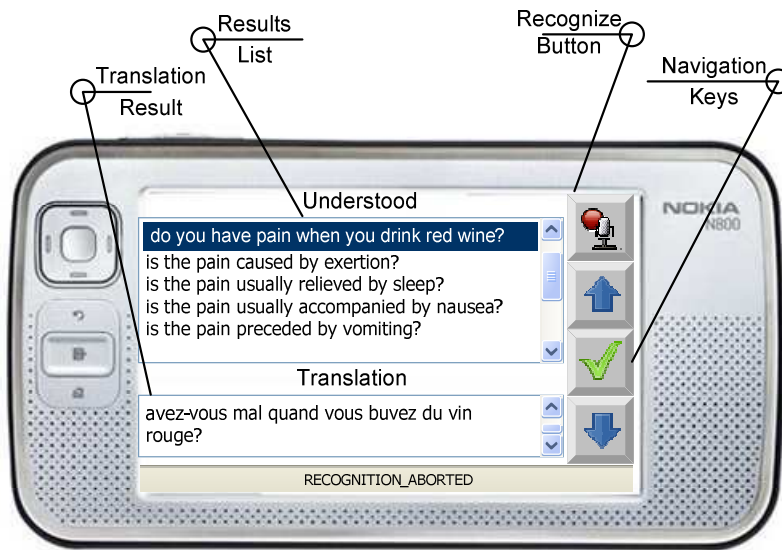 Results
List
Recognize
Button
Translation
Result
Navigation
Keys
NOKIA
N800
Understood
do you have pain when you drink red wine?
is the pain caused by exertion?
is the pain usually relieved by sleep?
is the pain usually accompanied by nausea?
is the pain preceded by vomiting?
Translation
avez-vous mal quand vous buvez du vin
rouge?
RECOGNITION_ABORTED